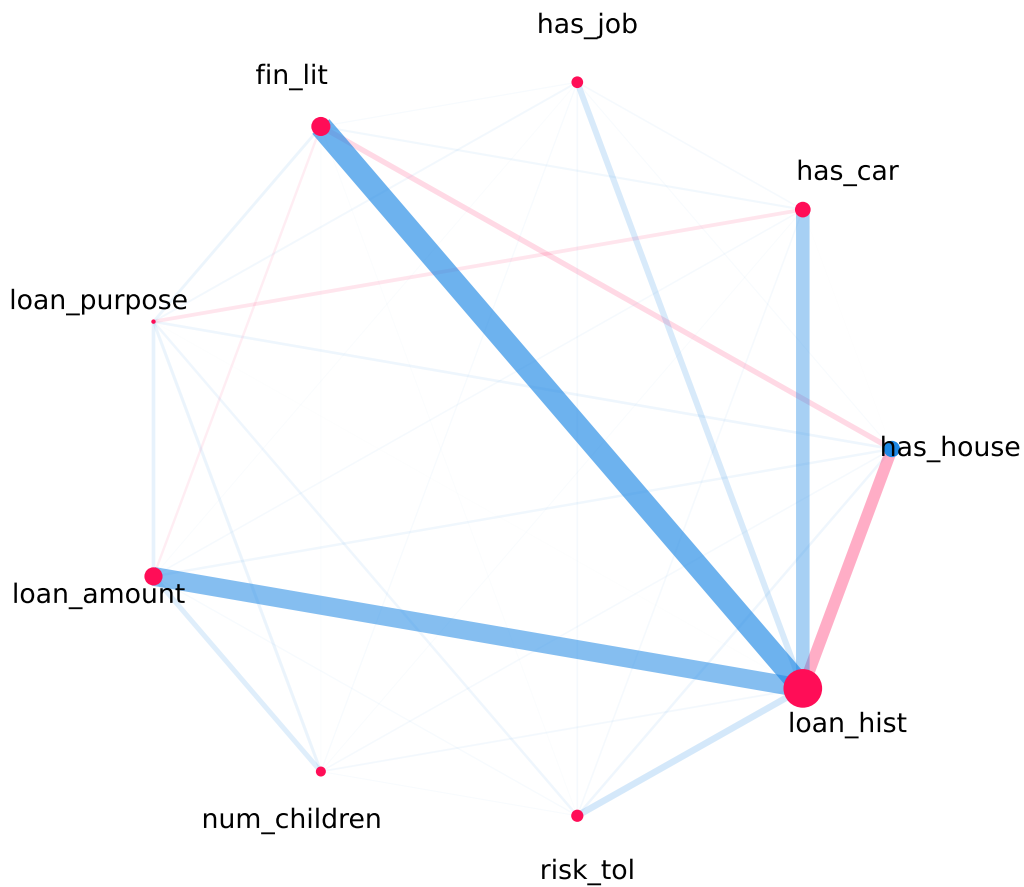 has_job
fin_lit
has_car
loan_purpose
has_house
loan_amount
loan_hist
num_children
risk_tol